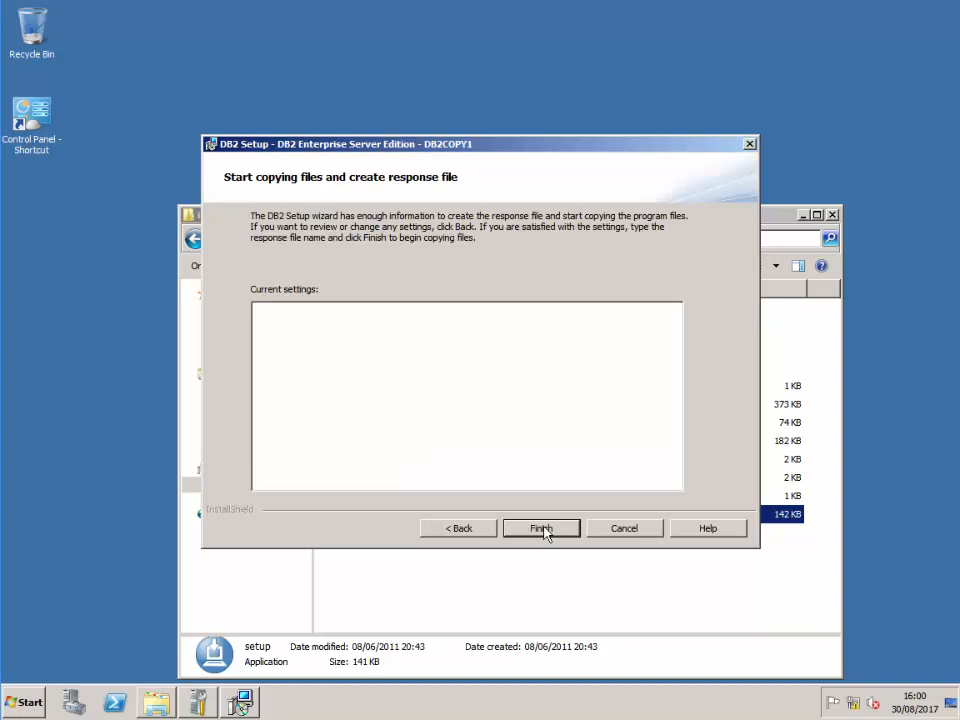 Recycle Bin
Control Panel -
Shortcut
DB2 Setup - DB2 Enterprise Server Edition - DB2COPY1
Start copying files and create response file
The DB2 Setup wizard has enough information to create the response file and start copying the program files.
If you want to review or change any settings, click Back. If you are satisfied with the settings, type the
response file name and click Finish to begin copying files.
Or
Current settings:
1 KB
373 KB
74 KB
182 KB
2 KB
2 KB
1 KB
142 KB
InstallShield
< Back
Finish
Cancel
Help
setup
Date modified: 08/06/2011 20:43
Date created: 08/06/2011 20:43
Application
Size: 141 KB
Start
16:00
30/08/2017